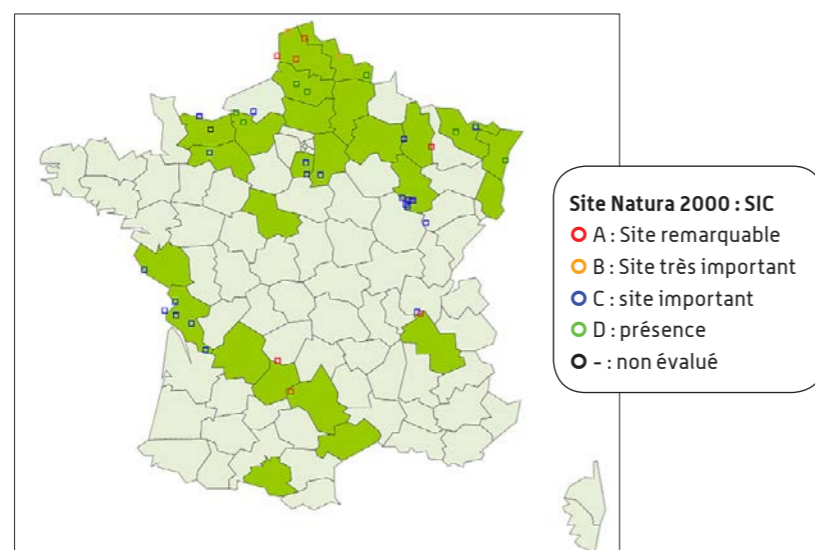 Site Natura 2000 : SIC
A : Site remarquable
B : Site très important
C : site important
D : présence
- : non évalué